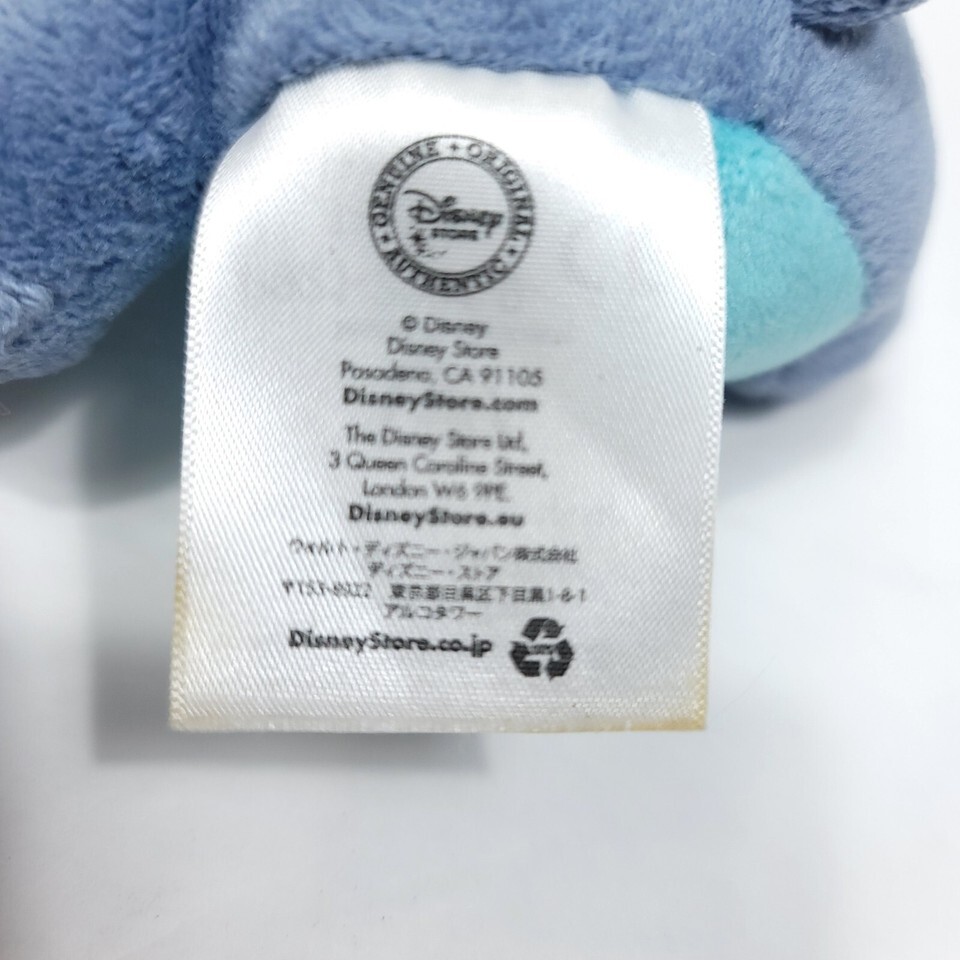 GENUINE • ORIGINAL • AUTHENTIC •
Disney
STORE
© Disney
Disney Store
Pasadena, CA 91105
DisneyStore.com
The Disney Store Ltd,
3 Queen Caroline Street,
London W6 9PE.
DisneyStore.eu
ウォルト・ディズニー・ジャパン株式会社
ディズニー・ストア
〒153-8922 東京都目黒区下目黒1-8-1
アルコタワー
DisneyStore.co.jp